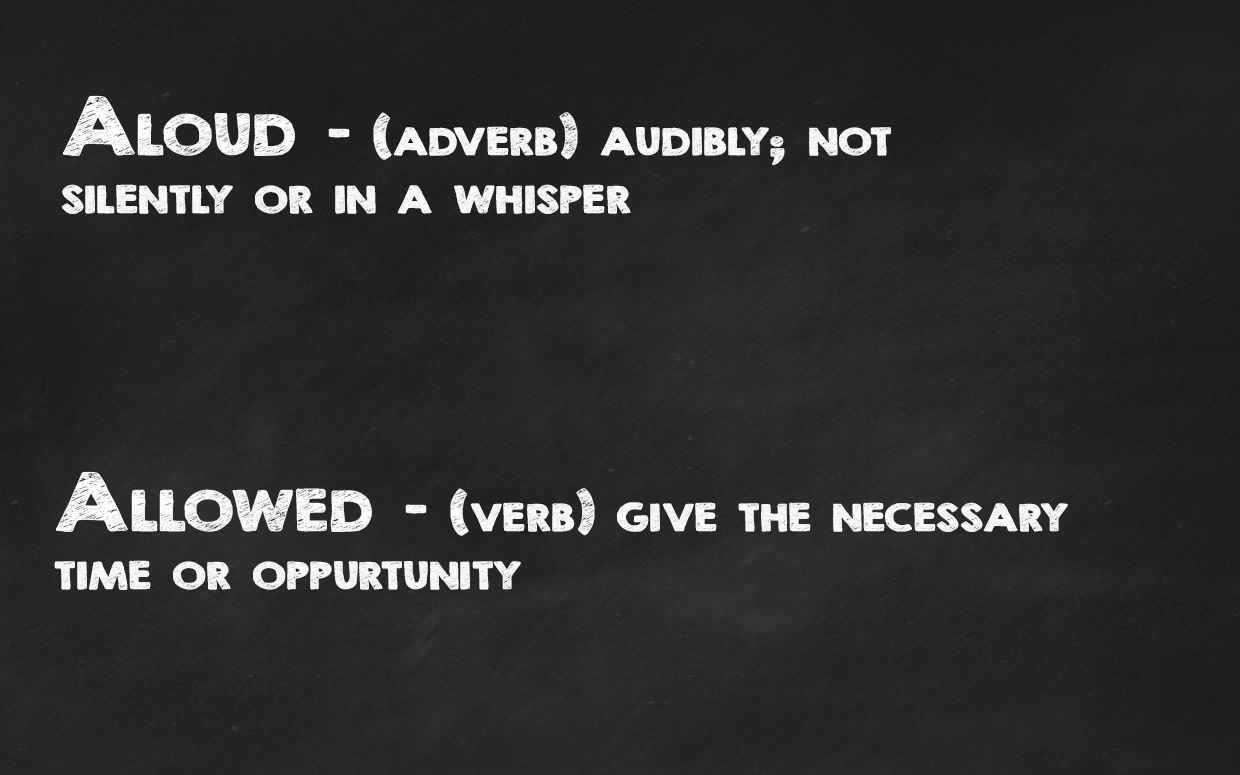 Aloud - (adverb) audibly; not
silently or in a whisper
Allowed - (verb) give the necessary
time or oppurtunity